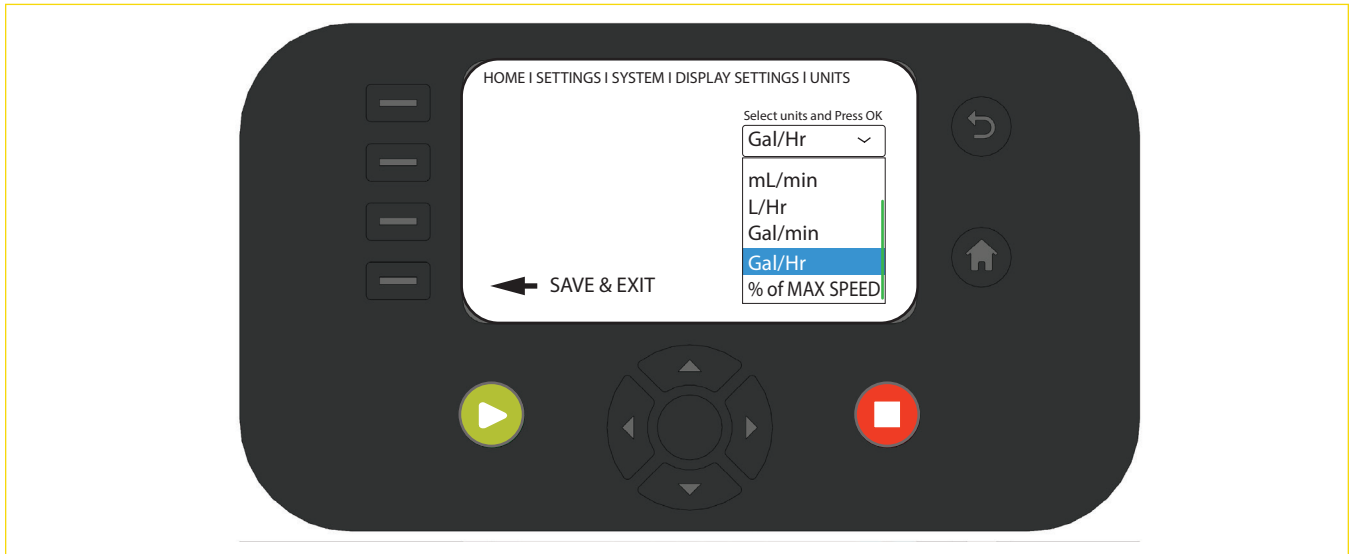 HOME I SETTINGS I SYSTEM I DISPLAY SETTINGS I UNITS
Select units and Press OK
Gal/Hr
mL/min
L/Hr
Gal/min
Gal/Hr
% of MAX SPEED
SAVE & EXIT